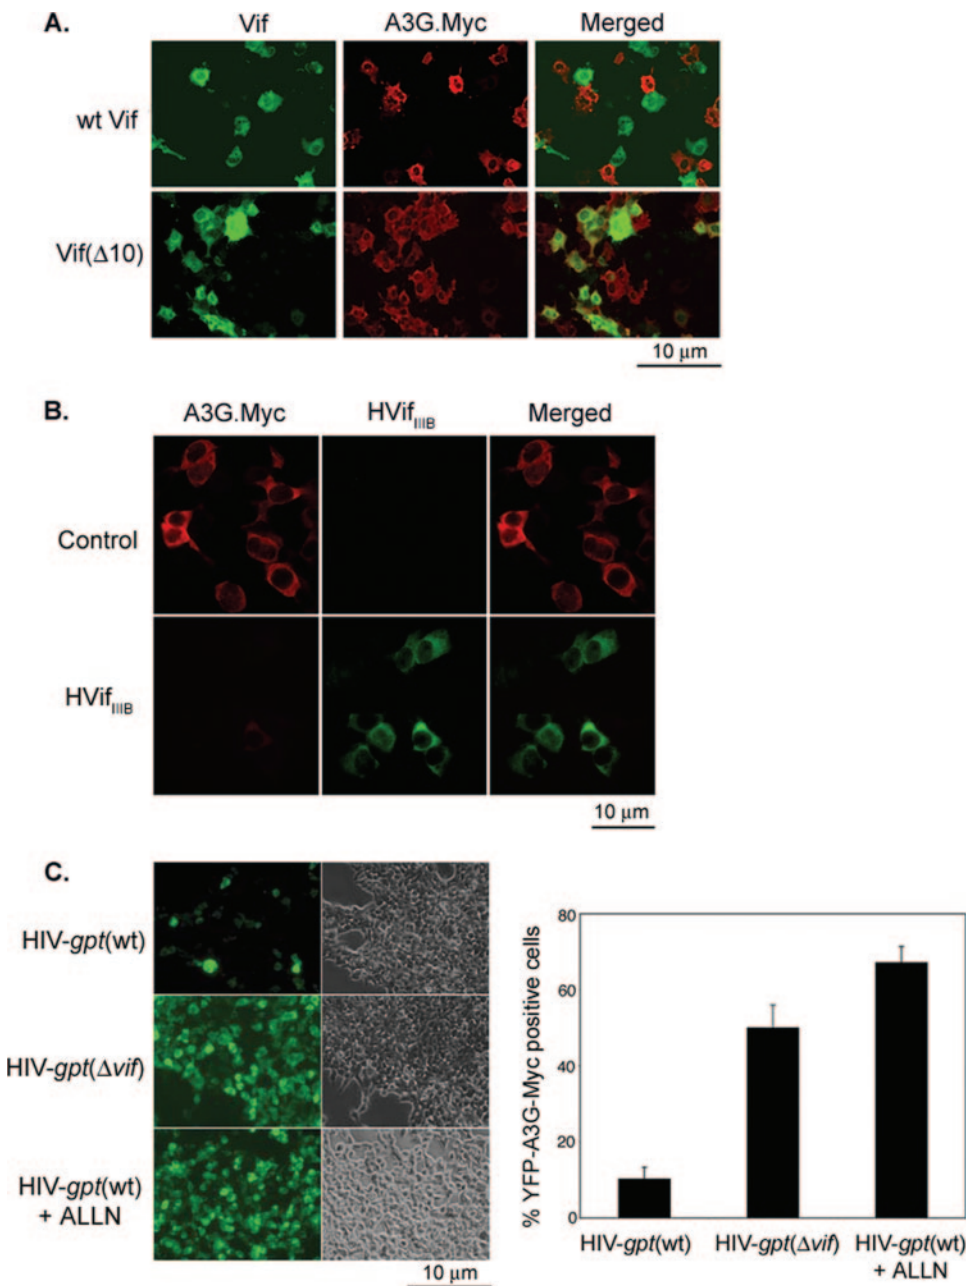 A.
Vif
A3G.Myc
Merged
wt Vif
Vif(Δ10)
10 μm
B.
A3G.Myc
HVif_IIIB
Merged
Control
HVif_IIIB
10 μm
C.
HIV-gpt(wt)
HIV-gpt(Δvif)
HIV-gpt(wt)
+ ALLN
10 μm
% YFP-A3G-Myc positive cells
80
60
40
20
0
HIV-gpt(wt)
HIV-gpt(Δvif)
HIV-gpt(wt)
+ ALLN